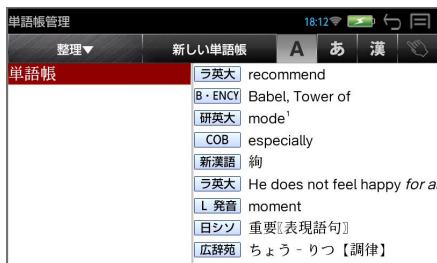 単語帳管理 18:12
整理▼ 新しい単語帳 A あ 漢
単語帳
ラ英大 recommend
B・ENCY Babel, Tower of
研英大 mode¹
COB especially
新漢語 絢
ラ英大 He does not feel happy for a
L 発音 moment
日シソ 重要〖表現語句〗
広辞苑 ちょう‐りつ【調律】